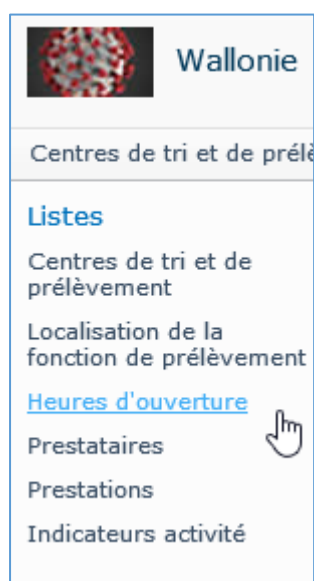 Wallonie
Centres de tri et de
Listes
Centres de tri et de
prélèvement
Localisation de la
fonction de prélèvement
Heures d'ouverture
Prestataires
Prestations
Indicateurs activité